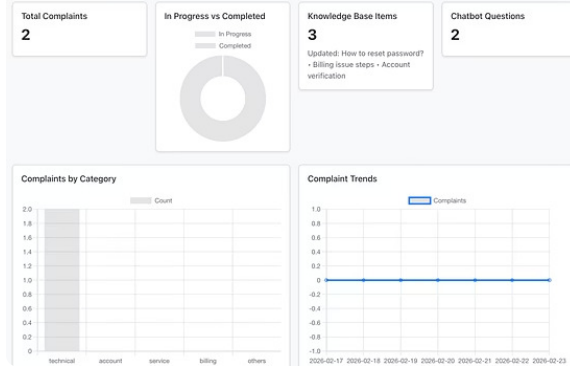 Total Complaints
2
In Progress vs Completed
In Progress
Completed
Knowledge Base Items
3
Updated: How to reset password?
• Billing issue steps • Account
verification
Chatbot Questions
2
Complaints by Category
Count
2.0
1.8
1.6
1.4
1.2
1.0
0.8
0.6
0.4
0.2
0
technical account service billing others
Complaint Trends
Complaints
1.0
0.8
0.6
0.4
0.2
0
-0.2
-0.4
-0.6
-0.8
-1.0
2026-02-17 2026-02-18 2026-02-19 2026-02-20 2026-02-21 2026-02-22 2026-02-23